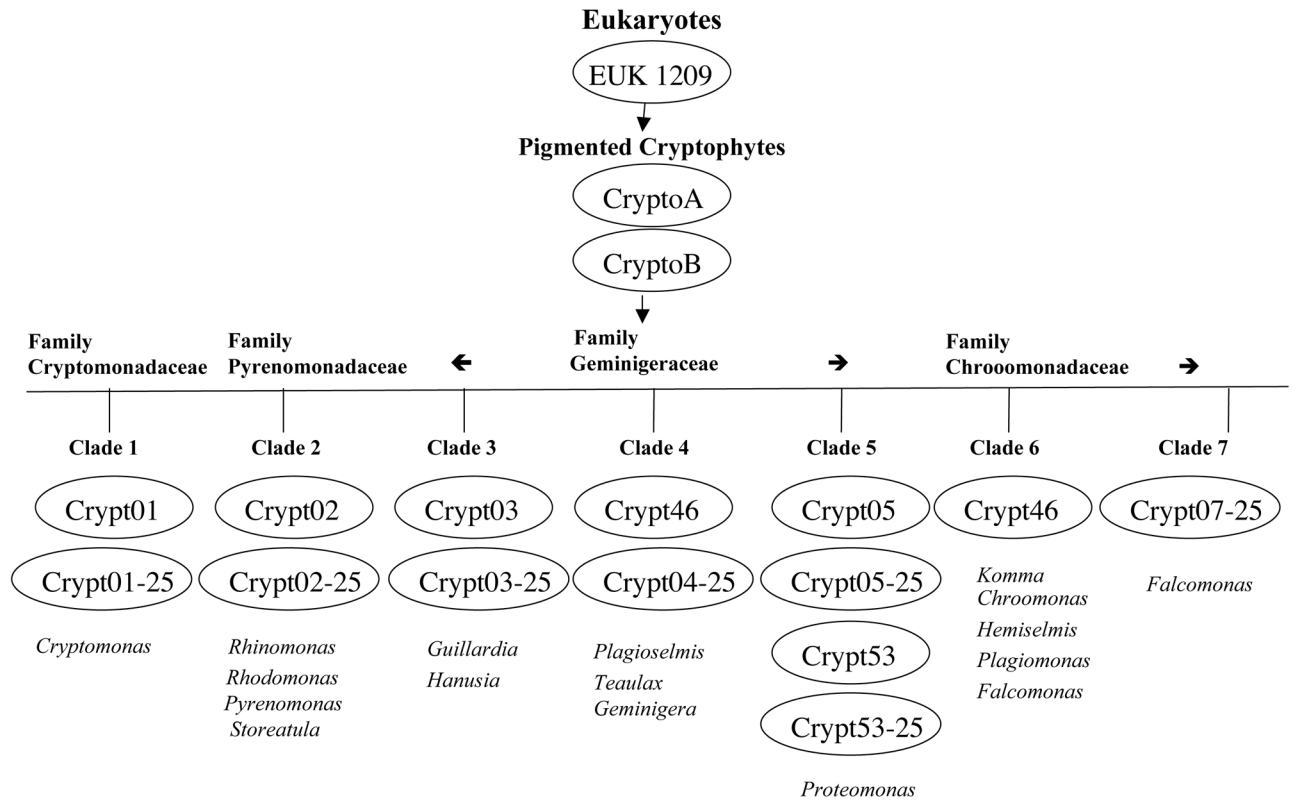 Eukaryotes
EUK 1209
Pigmented Cryptophytes
CryptoA
CryptoB
Family
Cryptomonadaceae
Family
Pyrenomonadaceae
Family
Geminigeraceae
Family
Chrooomonadaceae
Clade 1
Clade 2
Clade 3
Clade 4
Clade 5
Clade 6
Clade 7
Crypt01
Crypt02
Crypt03
Crypt46
Crypt05
Crypt46
Crypt07-25
Crypt01-25
Crypt02-25
Crypt03-25
Crypt04-25
Crypt05-25
Crypt53
Crypt53-25
Cryptomonas
Rhinomonas
Rhodomonas
Pyrenomonas
Storeatula
Guillardia
Hanusia
Plagioselmis
Teaulax
Geminigera
Proteomonas
Komma
Chroomonas
Hemiselmis
Plagiomonas
Falcomonas
Falcomonas